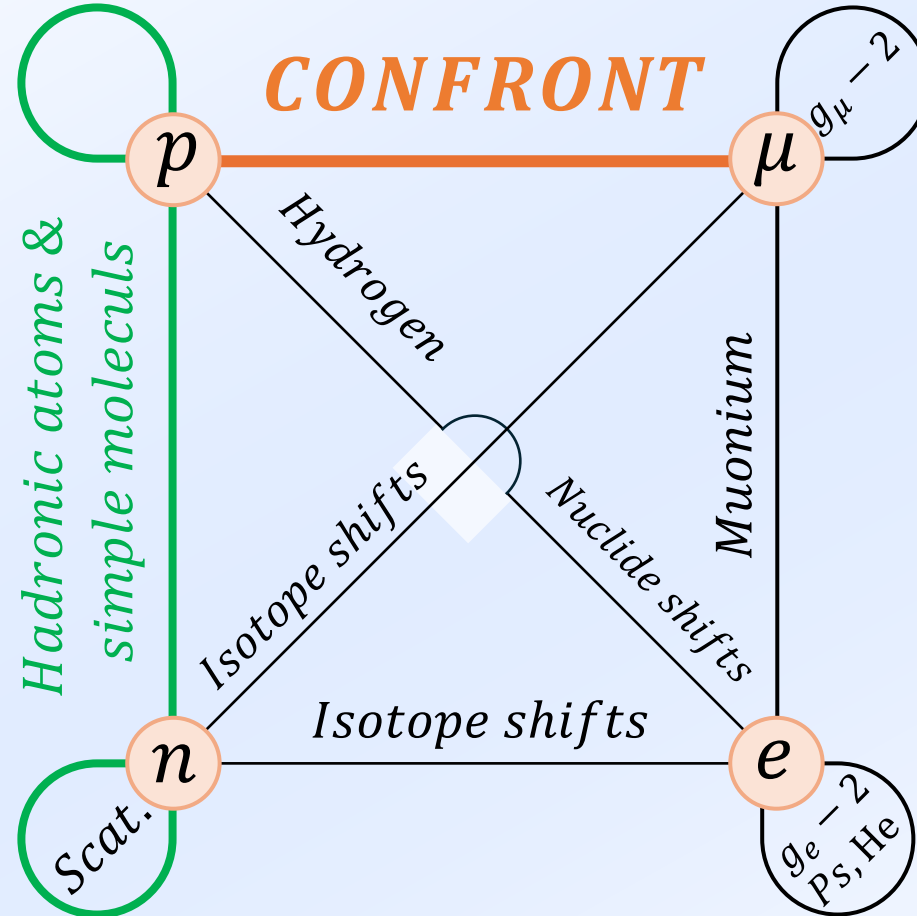 CONFRONT
g_μ − 2
p
μ
Hydrogen
Hadronic atoms &
simple moleculs
Muonium
Isotope shifts
Nuclide shifts
Isotope shifts
n
e
Scat.
g_e − 2
Ps, He